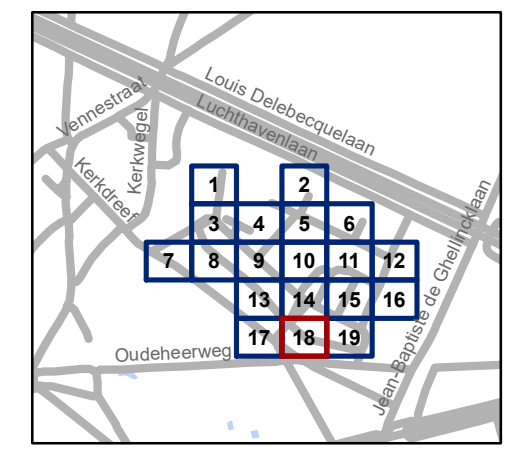 Louis Delebecquelaan
Luchthavenlaan
Vennestraat
Kerkwegel
Kerkdreef
1 2
3 4 5 6
7 8 9 10 11 12
13 14 15 16
17 18 19
Oudeheerweg
Jean-Baptiste de Ghellincklaan